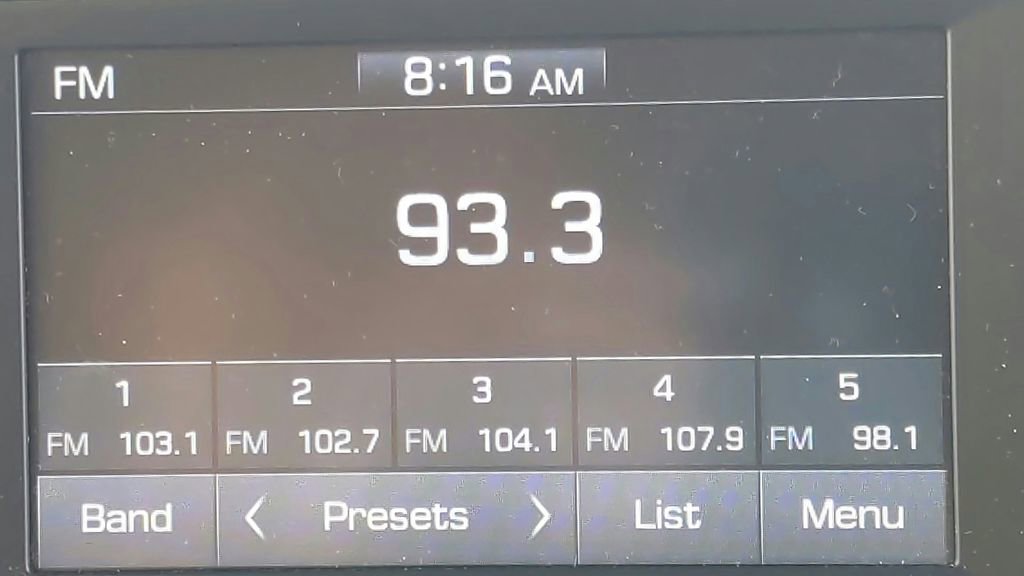 FM 8:16 AM
93.3
1 2 3 4 5
FM 103.1 FM 102.7 FM 104.1 FM 107.9 FM 98.1
Band < Presets > List Menu